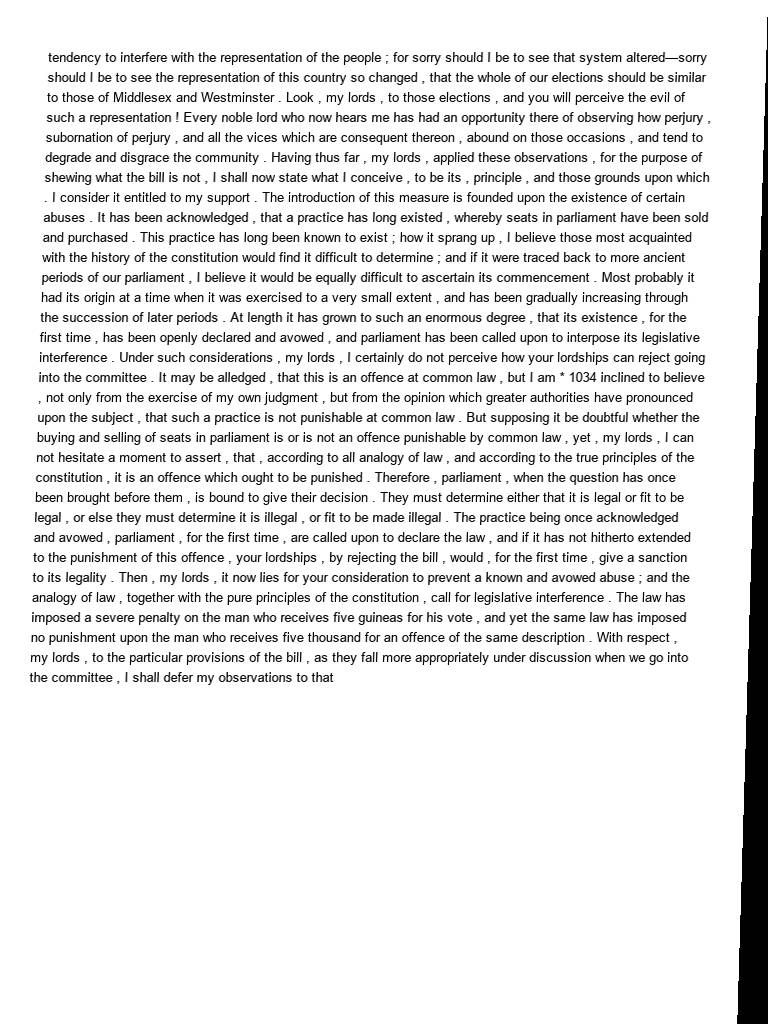 tendency to interfere with the representation of the people ; for sorry should I be to see that system altered—sorry
should I be to see the representation of this country so changed , that the whole of our elections should be similar
to those of Middlesex and Westminster . Look , my lords , to those elections , and you will perceive the evil of
such a representation ! Every noble lord who now hears me has had an opportunity there of observing how perjury ,
subornation of perjury , and all the vices which are consequent thereon , abound on those occasions , and tend to
degrade and disgrace the community . Having thus far , my lords , applied these observations , for the purpose of
shewing what the bill is not , I shall now state what I conceive , to be its , principle , and those grounds upon which
. I consider it entitled to my support . The introduction of this measure is founded upon the existence of certain
abuses . It has been acknowledged , that a practice has long existed , whereby seats in parliament have been sold
and purchased . This practice has long been known to exist ; how it sprang up , I believe those most acquainted
with the history of the constitution would find it difficult to determine ; and if it were traced back to more ancient
periods of our parliament , I believe it would be equally difficult to ascertain its commencement . Most probably it
had its origin at a time when it was exercised to a very small extent , and has been gradually increasing through
the succession of later periods . At length it has grown to such an enormous degree , that its existence , for the
first time , has been openly declared and avowed , and parliament has been called upon to interpose its legislative
interference . Under such considerations , my lords , I certainly do not perceive how your lordships can reject going
into the committee . It may be alledged , that this is an offence at common law , but I am * 1034 inclined to believe
, not only from the exercise of my own judgment , but from the opinion which greater authorities have pronounced
upon the subject , that such a practice is not punishable at common law . But supposing it be doubtful whether the
buying and selling of seats in parliament is or is not an offence punishable by common law , yet , my lords , I can
not hesitate a moment to assert , that , according to all analogy of law , and according to the true principles of the
constitution , it is an offence which ought to be punished . Therefore , parliament , when the question has once
been brought before them , is bound to give their decision . They must determine either that it is legal or fit to be
legal , or else they must determine it is illegal , or fit to be made illegal . The practice being once acknowledged
and avowed , parliament , for the first time , are called upon to declare the law , and if it has not hitherto extended
to the punishment of this offence , your lordships , by rejecting the bill , would , for the first time , give a sanction
to its legality . Then , my lords , it now lies for your consideration to prevent a known and avowed abuse ; and the
analogy of law , together with the pure principles of the constitution , call for legislative interference . The law has
imposed a severe penalty on the man who receives five guineas for his vote , and yet the same law has imposed
no punishment upon the man who receives five thousand for an offence of the same description . With respect ,
my lords , to the particular provisions of the bill , as they fall more appropriately under discussion when we go into
the committee , I shall defer my observations to that